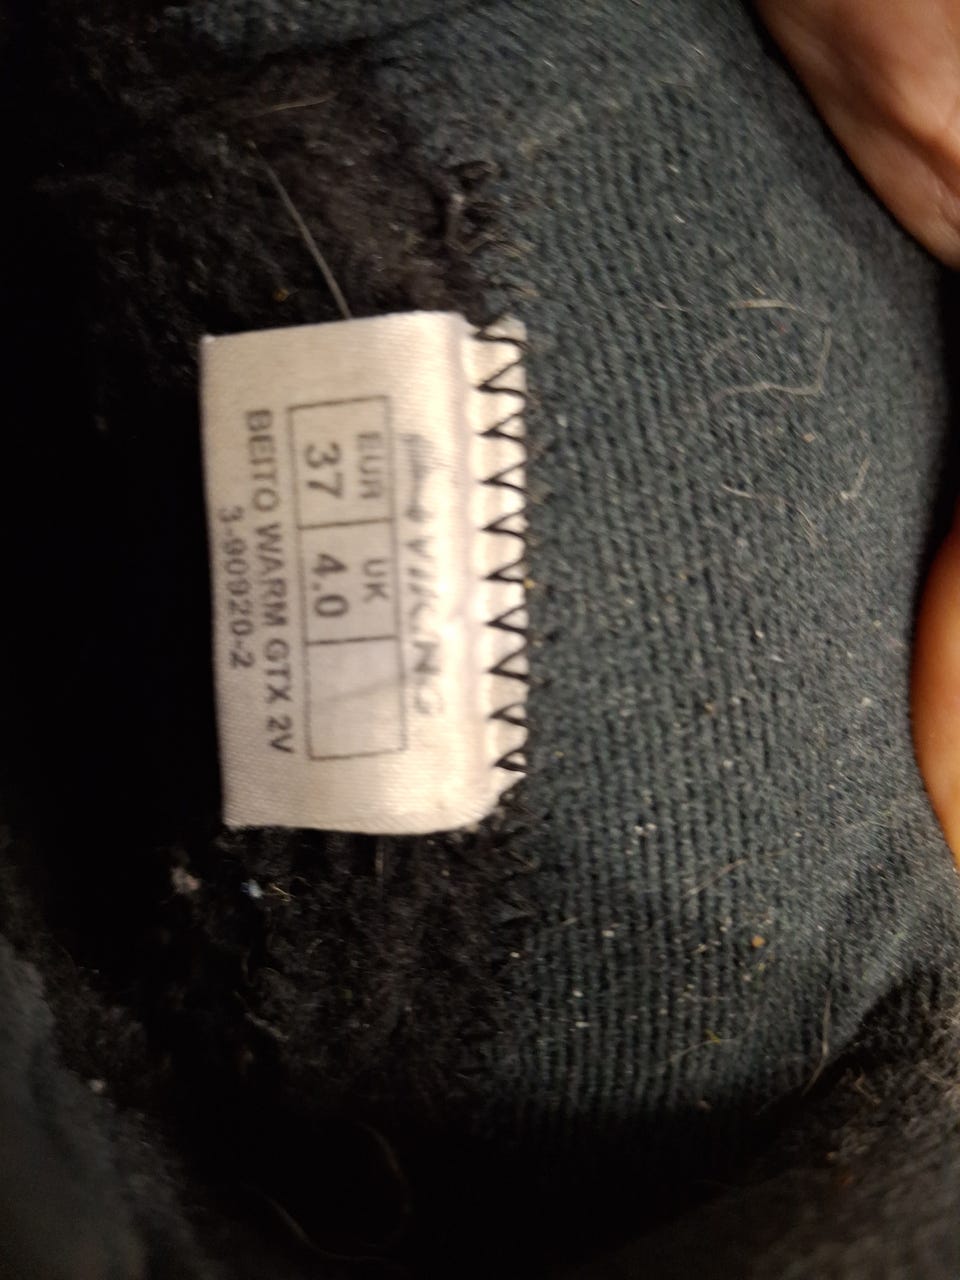 VIKING
EUR UK
37 4.0
BEITO WARM GTX 2V
3-90920-2